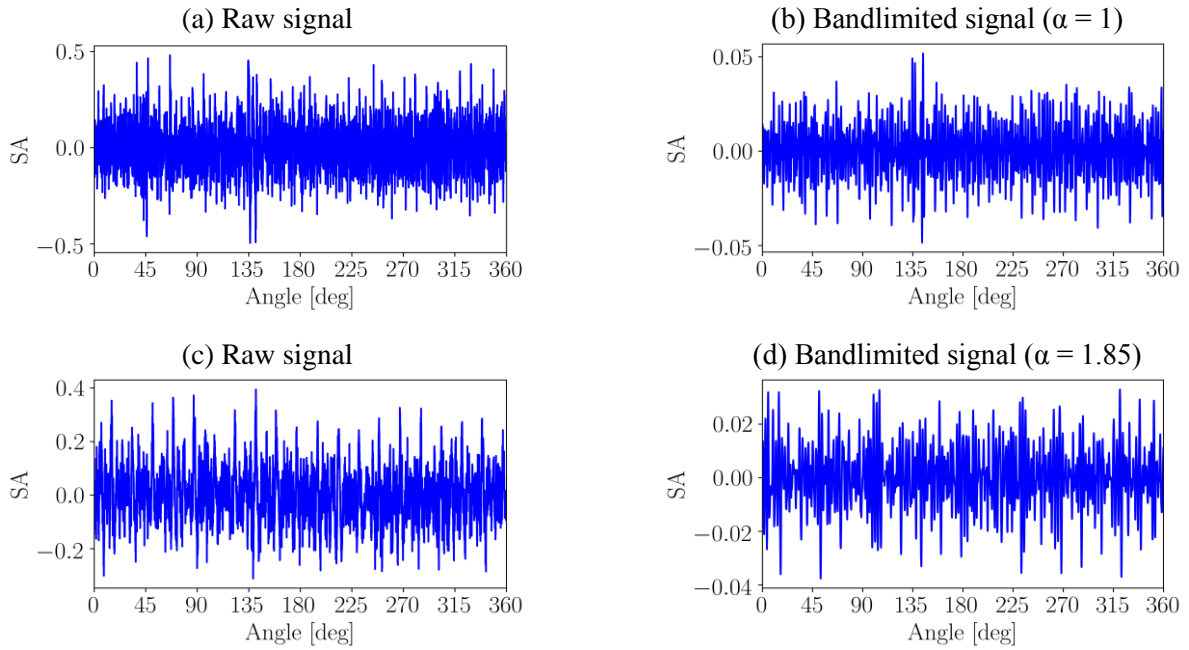 (a) Raw signal
0.5
0.0
−0.5
SA
0 45 90 135 180 225 270 315 360
Angle [deg]
(b) Bandlimited signal (α = 1)
0.05
0.00
−0.05
SA
0 45 90 135 180 225 270 315 360
Angle [deg]
(c) Raw signal
0.4
0.2
0.0
−0.2
SA
0 45 90 135 180 225 270 315 360
Angle [deg]
(d) Bandlimited signal (α = 1.85)
0.02
0.00
−0.02
−0.04
SA
0 45 90 135 180 225 270 315 360
Angle [deg]